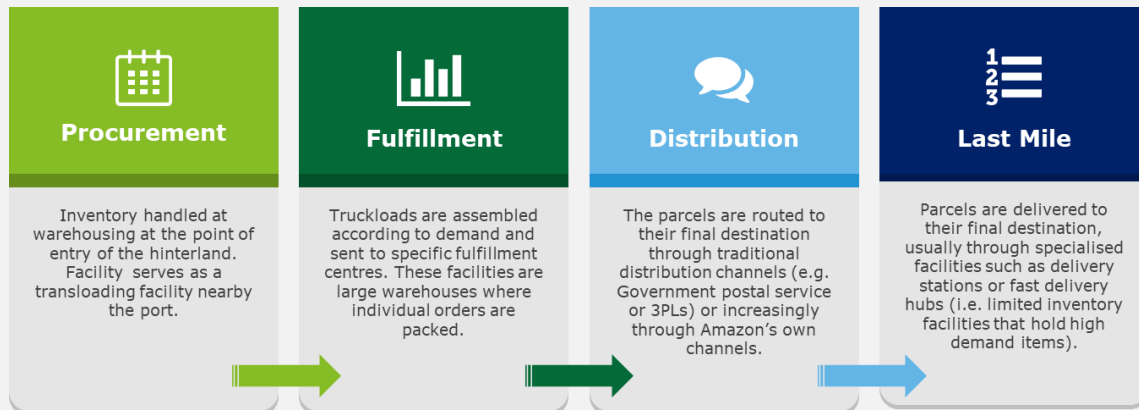 Procurement
Inventory handled at
warehousing at the point of
entry of the hinterland.
Facility serves as a
transloading facility nearby
the port.
Fulfillment
Truckloads are assembled
according to demand and
sent to specific fulfillment
centres. These facilities are
large warehouses where
individual orders are
packed.
Distribution
The parcels are routed to
their final destination
through traditional
distribution channels (e.g.
Government postal service
or 3PLs) or increasingly
through Amazon's own
channels.
1
2
3
Last Mile
Parcels are delivered to
their final destination,
usually through specialised
facilities such as delivery
stations or fast delivery
hubs (i.e. limited inventory
facilities that hold high
demand items).